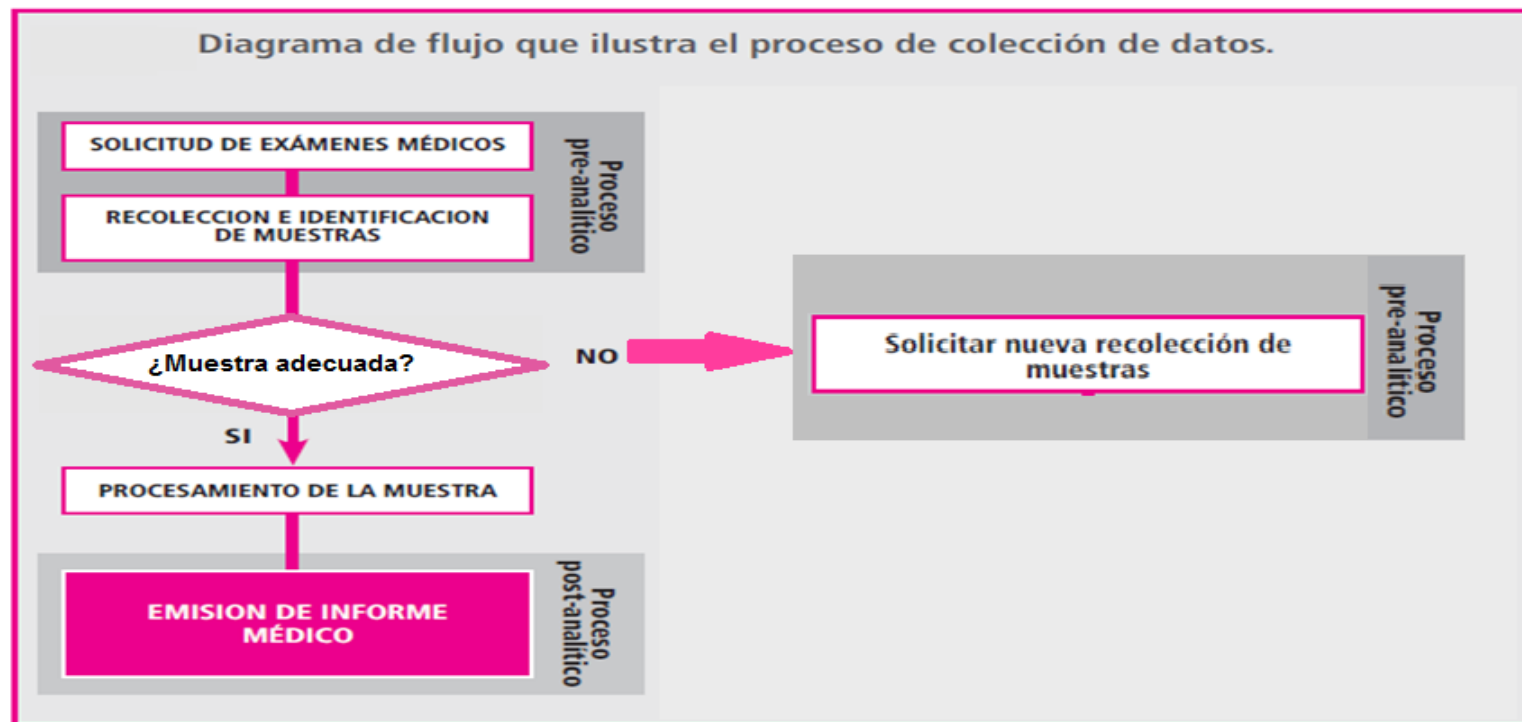 Diagrama de flujo que ilustra el proceso de colección de datos.
SOLICITUD DE EXÁMENES MÉDICOS
RECOLECCION E IDENTIFICACION
DE MUESTRAS
Proceso
pre-analítico
¿Muestra adecuada?
NO
Solicitar nueva recolección de
muestras
Proceso
pre-analítico
SI
PROCESAMIENTO DE LA MUESTRA
EMISION DE INFORME
MÉDICO
Proceso
post-analítico